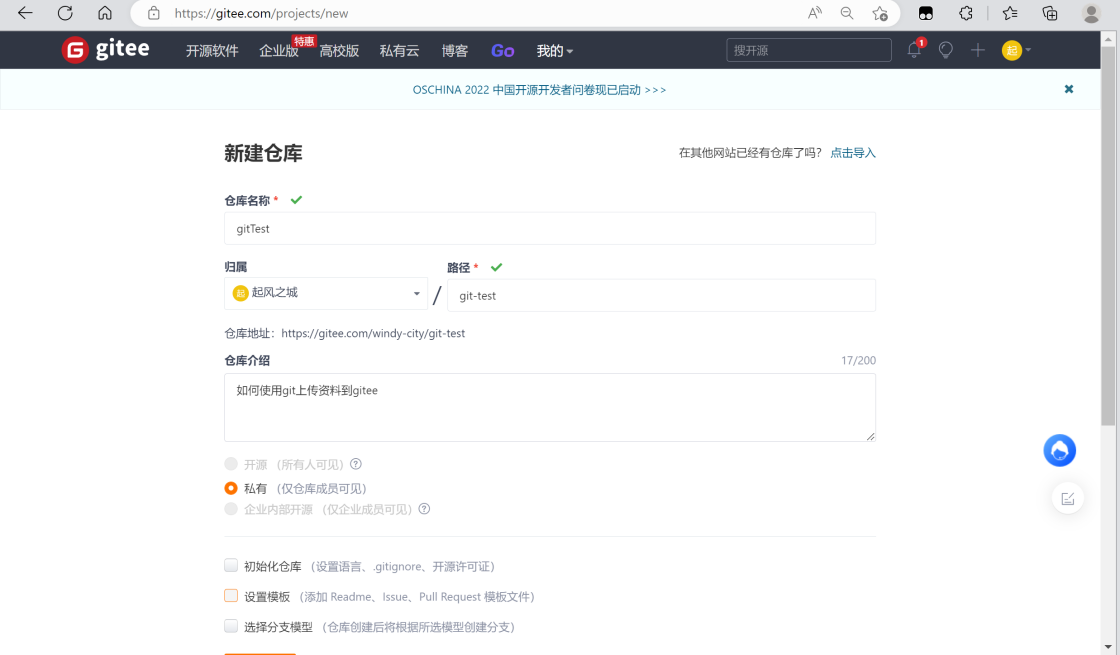 https://gitee.com/projects/new
G gitee 开源软件 企业版 特惠 高校版 私有云 博客 Go 我的 搜开源 1 起
OSCHINA 2022 中国开源开发者问卷现已启动 >>>
新建仓库 在其他网站已经有仓库了吗？ 点击导入
仓库名称 *
gitTest
归属 路径 *
起 起风之城 / git-test
仓库地址：https://gitee.com/windy-city/git-test
仓库介绍 17/200
如何使用git上传资料到gitee
开源（所有人可见）?
私有（仅仓库成员可见）
企业内部开源（仅企业成员可见）?
初始化仓库（设置语言、.gitignore、开源许可证）
设置模板（添加 Readme、Issue、Pull Request 模板文件）
选择分支模型（仓库创建后将根据所选模型创建分支）